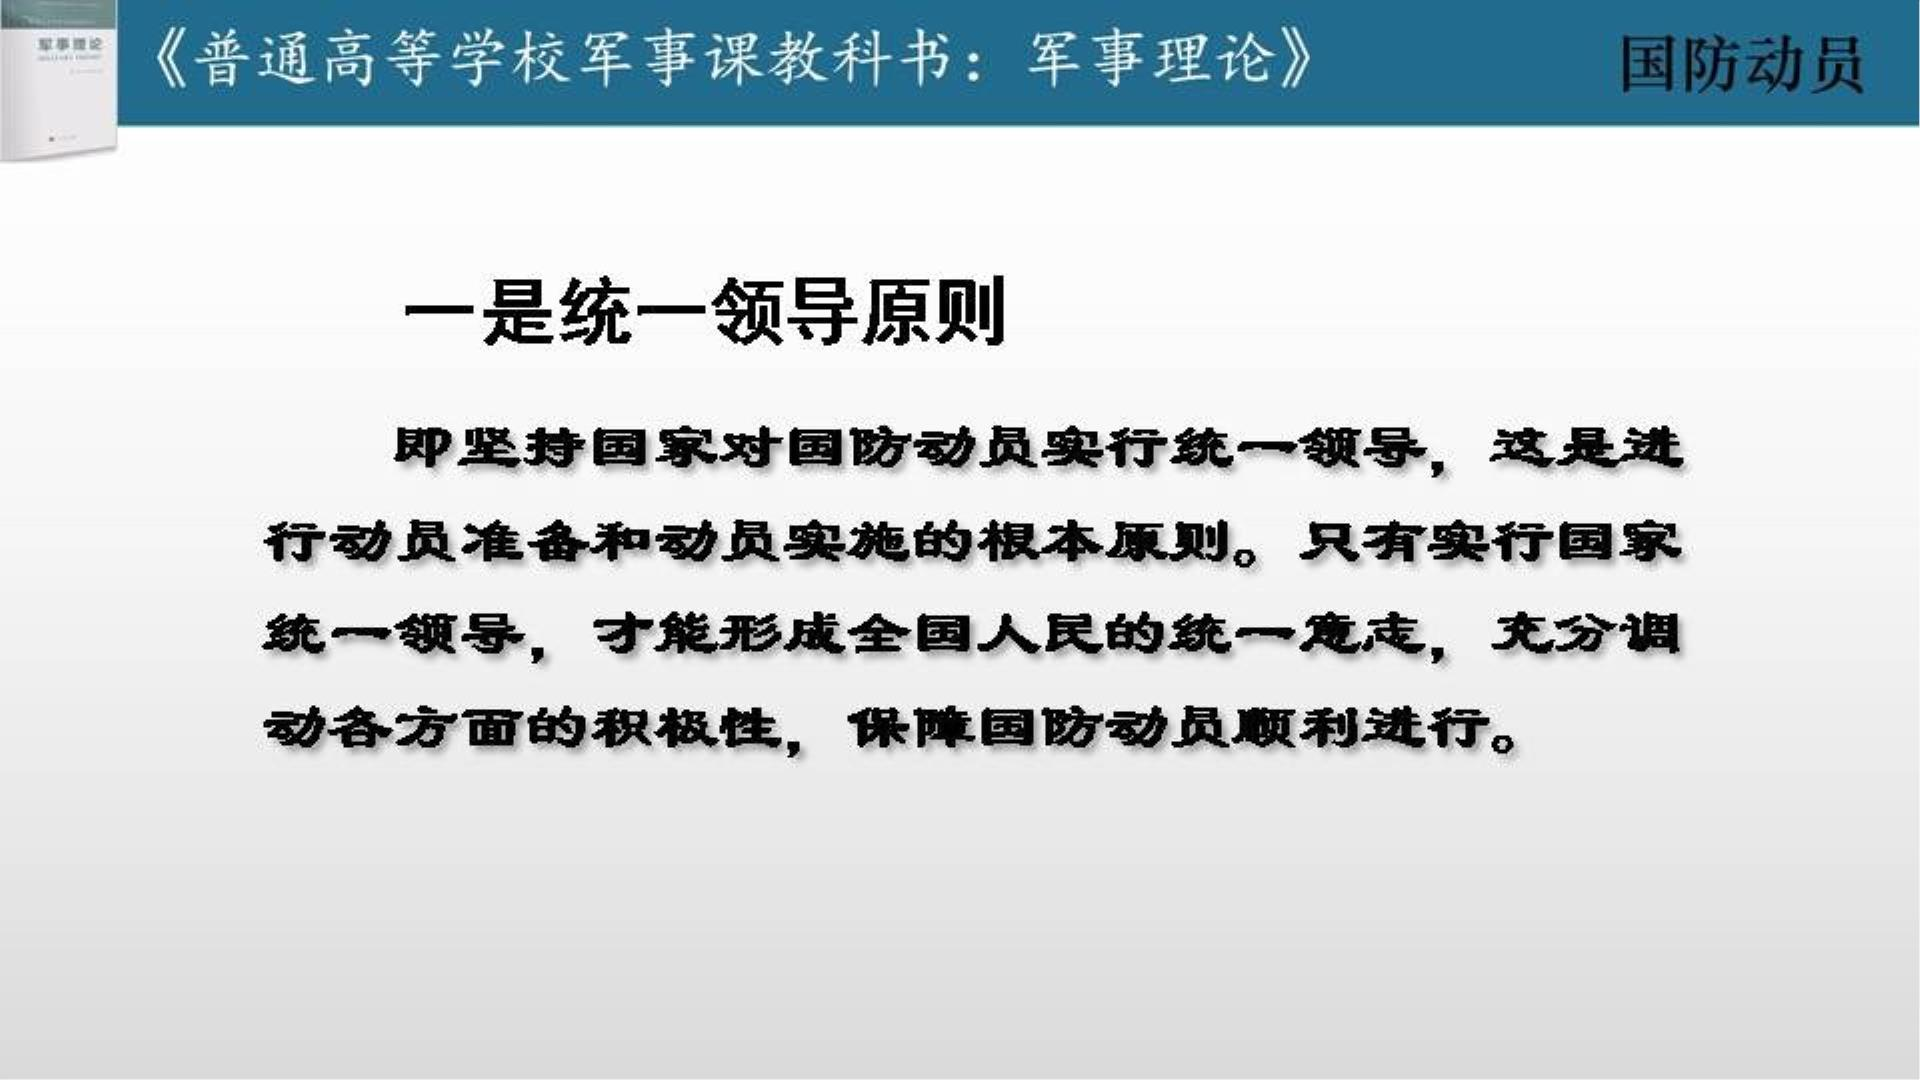 军事理论
《普通高等学校军事课教科书：军事理论》
国防动员
一是统一领导原则
即坚持国家对国防动员实行统一领导，这是进
行动员准备和动员实施的根本原则。只有实行国家
统一领导，才能形成全国人民的统一意志，充分调
动各方面的积极性，保障国防动员顺利进行。